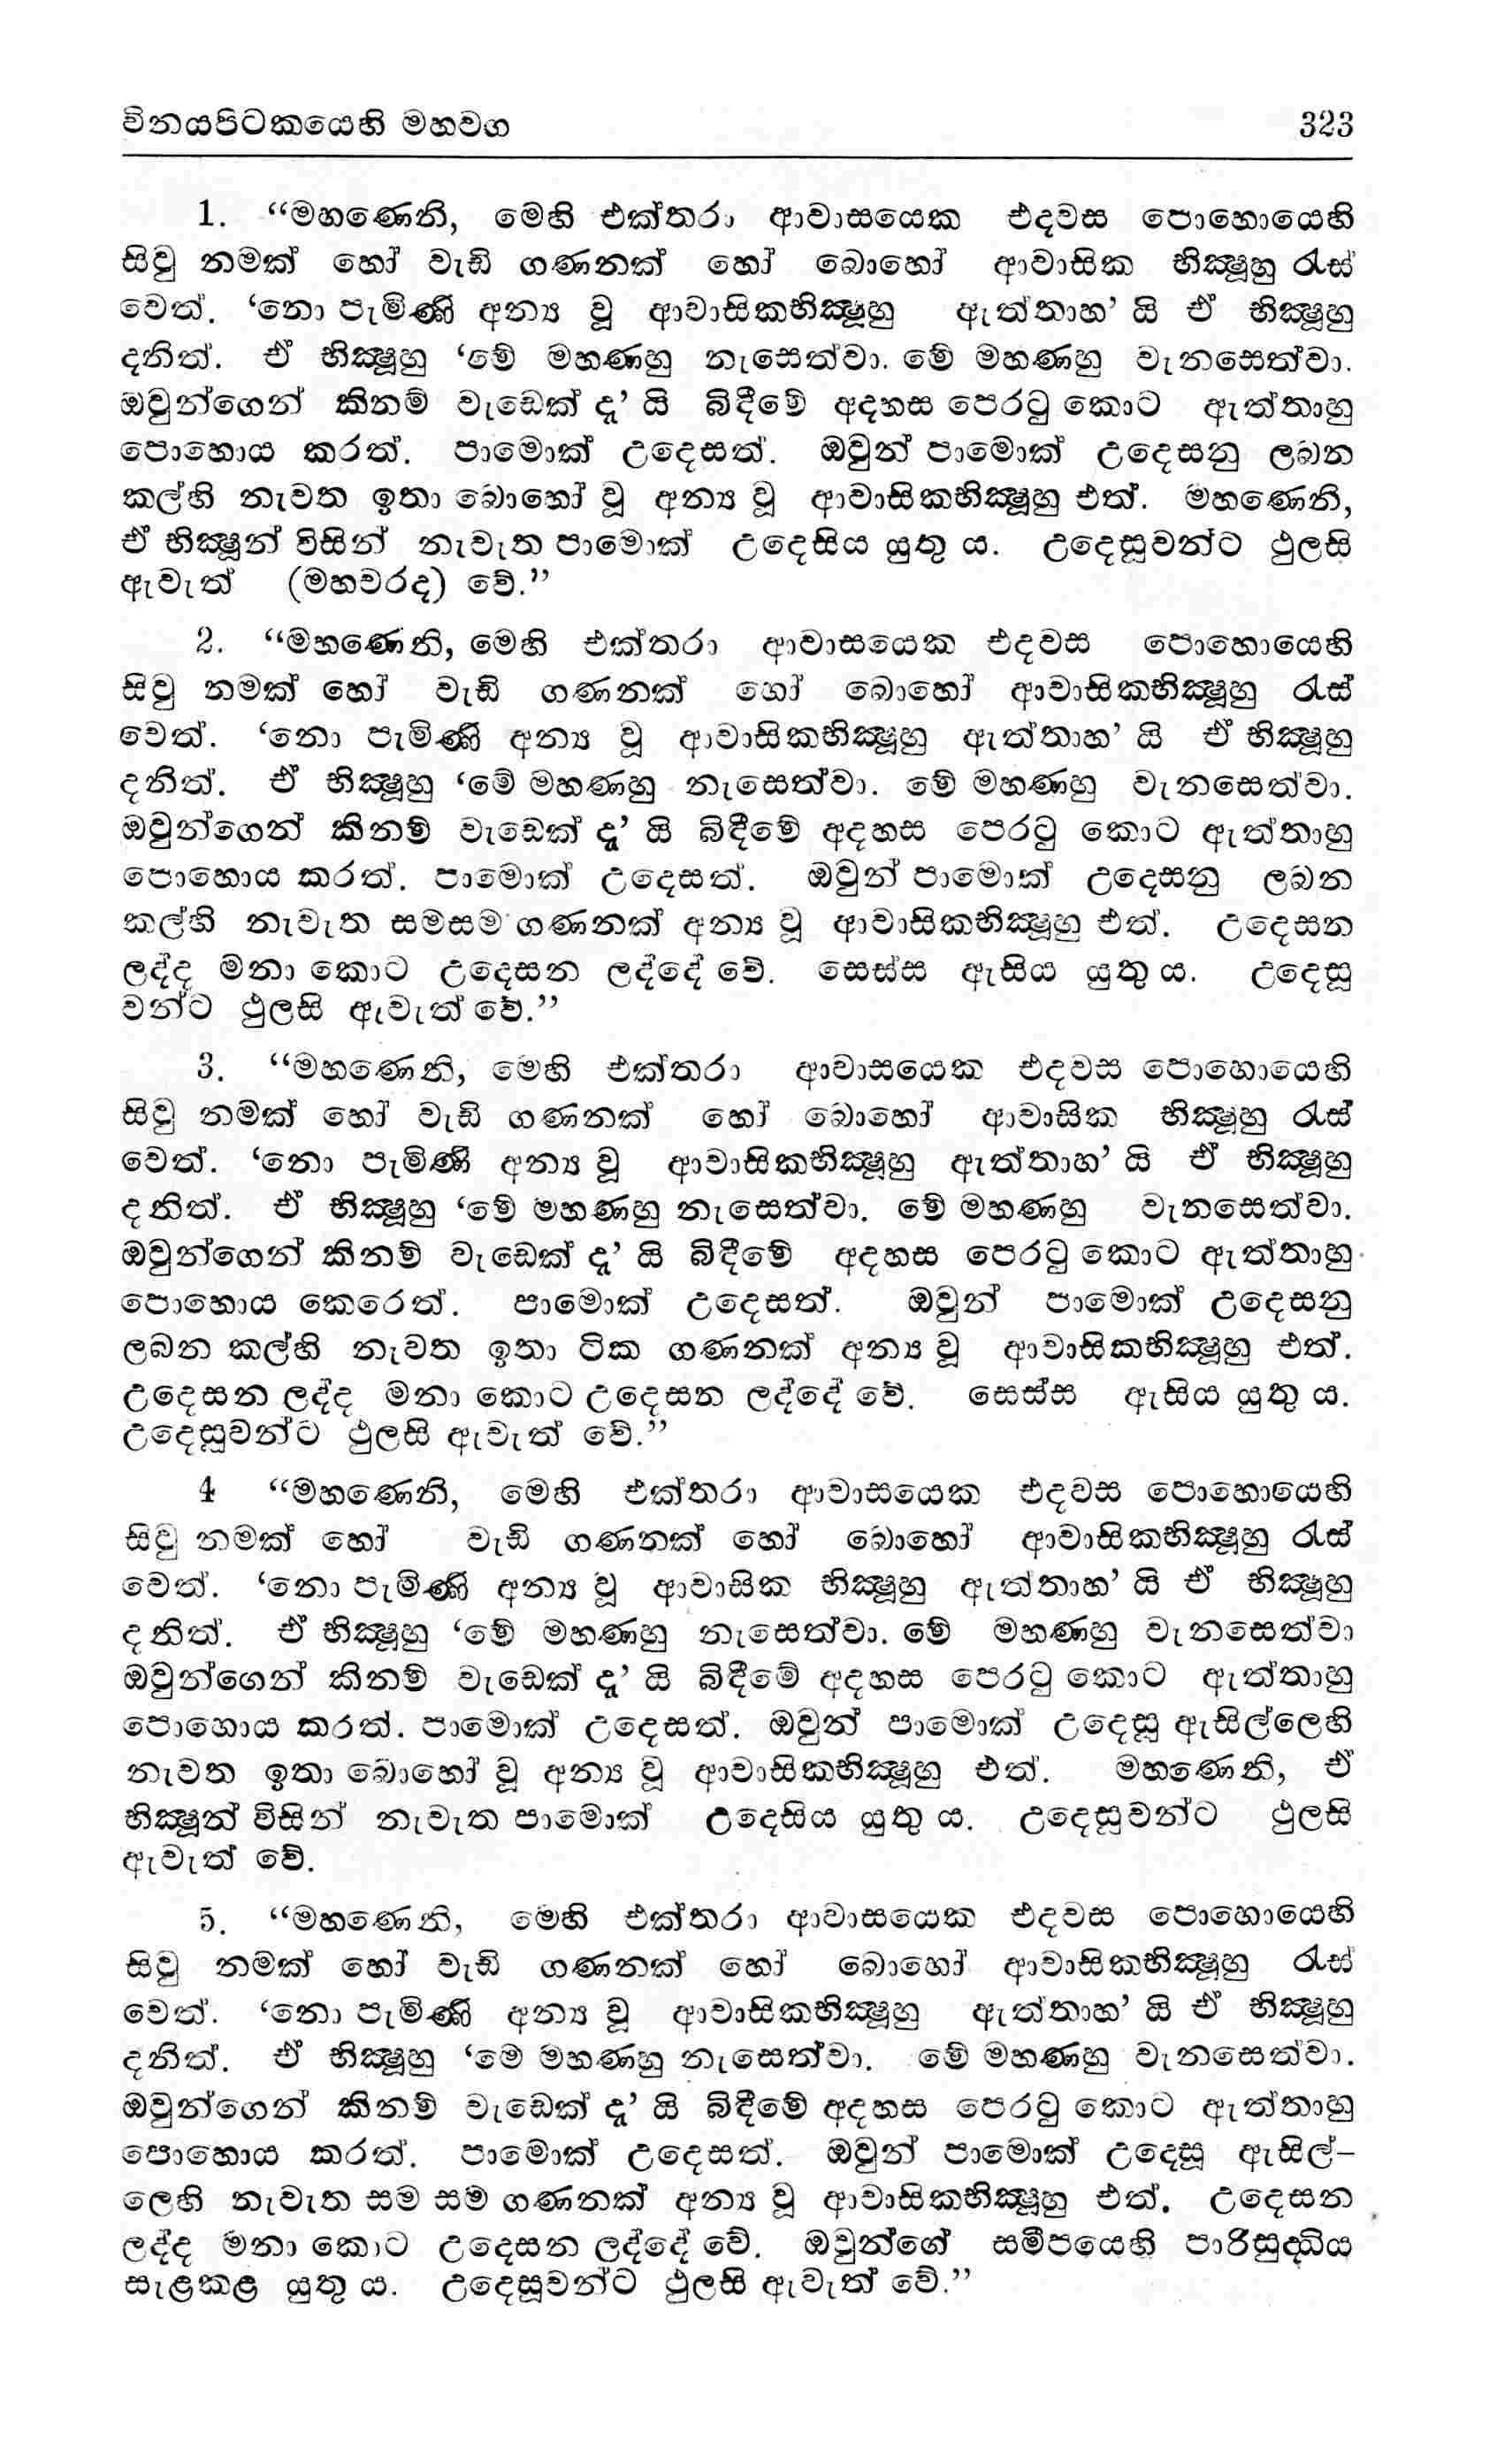 විනයපිටකයෙහි මහවග 323
1. “මහණෙනි, මෙහි එක්තරා ආවාසයෙක එදවස පොහොයෙහි
සිවු නමක් හෝ වැඩි ගණනක් හෝ බොහෝ ආවාසික භික්‍ෂූහු රැස්
වෙත්. ‘නො පැමිණි අන්‍ය වූ ආවාසිකභික්‍ෂූහු ඇත්තාහ’ යි ඒ භික්‍ෂූහු
දනිත්. ඒ භික්‍ෂූහු ‘මේ මහණහු නැසෙත්වා. මේ මහණහු වැනසෙත්වා.
ඔවුන්ගෙන් කිනම් වැඩෙක් දැ’ යි බිඳීමේ අදහස පෙරටු කොට ඇත්තාහු
පොහොය කරත්. පාමොක් උදෙසත්. ඔවුන් පාමොක් උදෙසනු ලබන
කල්හි නැවත ඉතා බොහෝ වූ අන්‍ය වූ ආවාසිකභික්‍ෂූහු එත්. මහණෙනි,
ඒ භික්‍ෂූන් විසින් නැවැත පාමොක් උදෙසිය යුතු ය. උදෙසූවන්ට ථුලසි
ඇවැත් (මහවරද) වේ.”
2. “මහණෙනි, මෙහි එක්තරා ආවාසයෙක එදවස පොහොයෙහි
සිවු නමක් හෝ වැඩි ගණනක් හෝ බොහෝ ආවාසිකභික්‍ෂූහු රැස්
වෙත්. ‘නො පැමිණි අන්‍ය වූ ආවාසිකභික්‍ෂූහු ඇත්තාහ’ යි ඒ භික්‍ෂූහු
දනිත්. ඒ භික්‍ෂූහු ‘මේ මහණහු නැසෙත්වා. මේ මහණහු වැනසෙත්වා.
ඔවුන්ගෙන් කිනම් වැඩෙක් දැ’ යි බිඳීමේ අදහස පෙරටු කොට ඇත්තාහු
පොහොය කරත්. පාමොක් උදෙසත්. ඔවුන් පාමොක් උදෙසනු ලබන
කල්හි නැවැත සමසම ගණනක් අන්‍ය වූ ආවාසිකභික්‍ෂූහු එත්. උදෙසන
ලද්ද මනා කොට උදෙසන ලද්දේ වේ. සෙස්ස ඇසිය යුතු ය. උදෙසූ
වන්ට ථුලසි ඇවැත් වේ.”
3. “මහණෙනි, මෙහි එක්තරා ආවාසයෙක එදවස පොහොයෙහි
සිවු නමක් හෝ වැඩි ගණනක් හෝ බොහෝ ආවාසික භික්‍ෂූහු රැස්
වෙත්. ‘නො පැමිණි අන්‍ය වූ ආවාසිකභික්‍ෂූහු ඇත්තාහ’ යි ඒ භික්‍ෂූහු
දනිත්. ඒ භික්‍ෂූහු ‘මේ මහණහු නැසෙත්වා. මේ මහණහු වැනසෙත්වා.
ඔවුන්ගෙන් කිනම් වැඩෙක් දැ’ යි බිඳීමේ අදහස පෙරටු කොට ඇත්තාහු
පොහොය කෙරෙත්. පාමොක් උදෙසත්. ඔවුන් පාමොක් උදෙසනු
ලබන කල්හි නැවත ඉතා ටික ගණනක් අන්‍ය වූ ආවාසිකභික්‍ෂූහු එත්.
උදෙසන ලද්ද මනා කොට උදෙසන ලද්දේ වේ. සෙස්ස ඇසිය යුතු ය.
උදෙසූවන්ට ථුලසි ඇවැත් වේ.”
4 “මහණෙනි, මෙහි එක්තරා ආවාසයෙක එදවස පොහොයෙහි
සිවු නමක් හෝ වැඩි ගණනක් හෝ බොහෝ ආවාසිකභික්‍ෂූහු රැස්
වෙත්. ‘නො පැමිණි අන්‍ය වූ ආවාසික භික්‍ෂූහු ඇත්තාහ’ යි ඒ භික්‍ෂූහු
දනිත්. ඒ භික්‍ෂූහු ‘මේ මහණහු නැසෙත්වා. මේ මහණහු වැනසෙත්වා
ඔවුන්ගෙන් කිනම් වැඩෙක් දැ’ යි බිඳීමේ අදහස පෙරටු කොට ඇත්තාහු
පොහොය කරත්. පාමොක් උදෙසත්. ඔවුන් පාමොක් උදෙසූ ඇසිල්ලෙහි
නැවත ඉතා බොහෝ වූ අන්‍ය වූ ආවාසිකභික්‍ෂූහු එත්. මහණෙනි, ඒ
භික්‍ෂූන් විසින් නැවැත පාමොක් උදෙසිය යුතු ය. උදෙසූවන්ට ථුලසි
ඇවැත් වේ.
5. “මහණෙනි, මෙහි එක්තරා ආවාසයෙක එදවස පොහොයෙහි
සිවු නමක් හෝ වැඩි ගණනක් හෝ බොහෝ ආවාසිකභික්‍ෂූහු රැස්
වෙත්. ‘නො පැමිණි අන්‍ය වූ ආවාසිකභික්‍ෂූහු ඇත්තාහ’ යි ඒ භික්‍ෂූහු
දනිත්. ඒ භික්‍ෂූහු ‘මෙ මහණහු නැසෙත්වා. මේ මහණහු වැනසෙත්වා.
ඔවුන්ගෙන් කිනම් වැඩෙක් දැ’ යි බිඳීමේ අදහස පෙරටු කොට ඇත්තාහු
පොහොය කරත්. පාමොක් උදෙසත්. ඔවුන් පාමොක් උදෙසූ ඇසිල්–
ලෙහි නැවැත සම සම ගණනක් අන්‍ය වූ ආවාසිකභික්‍ෂූහු එත්. උදෙසන
ලද්ද මනා කොට උදෙසන ලද්දේ වේ. ඔවුන්ගේ සමීපයෙහි පාරිසුද්ධිය
සැළකළ යුතු ය. උදෙසූවන්ට ථුලසි ඇවැත් වේ.”